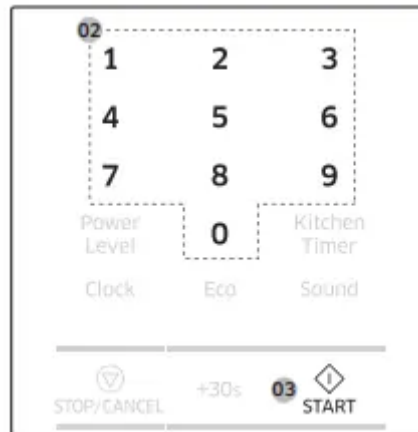 02
1 2 3
4 5 6
7 8 9
Power Level 0 Kitchen Timer
Clock Eco Sound
STOP/CANCEL +30s 03 START